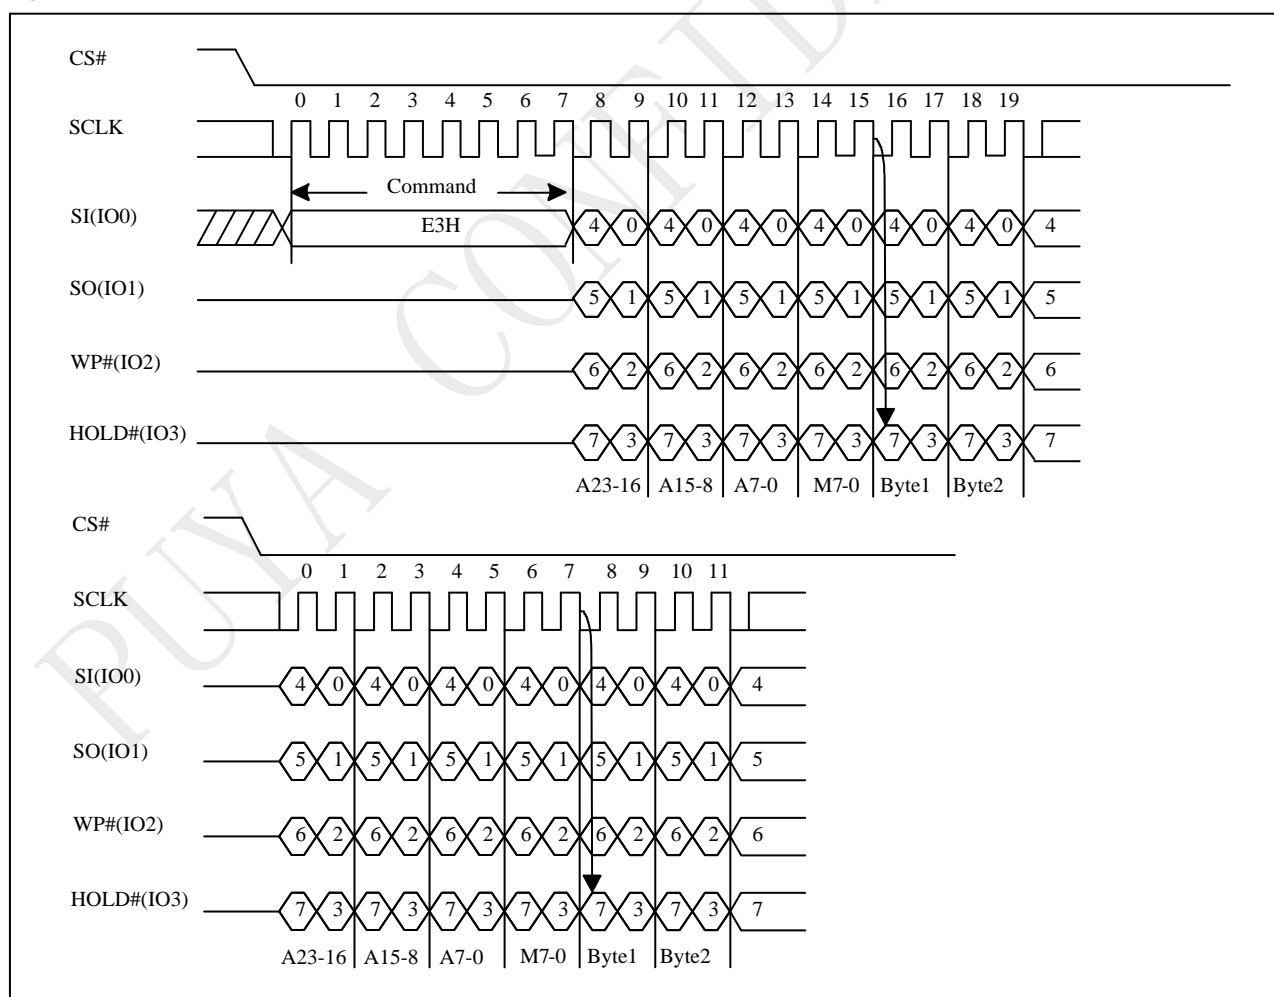 CS#
0 1 2 3 4 5 6 7 8 9 10 11 12 13 14 15 16 17 18 19
SCLK
Command
SI(IO0) E3H 4 0 4 0 4 0 4 0 4 0 4 0 4
SO(IO1) 5 1 5 1 5 1 5 1 5 1 5 1 5
WP#(IO2) 6 2 6 2 6 2 6 2 6 2 6 2 6
HOLD#(IO3) 7 3 7 3 7 3 7 3 7 3 7 3 7
A23-16 A15-8 A7-0 M7-0 Byte1 Byte2
CS#
0 1 2 3 4 5 6 7 8 9 10 11
SCLK
SI(IO0) 4 0 4 0 4 0 4 0 4 0 4 0 4
SO(IO1) 5 1 5 1 5 1 5 1 5 1 5 1 5
WP#(IO2) 6 2 6 2 6 2 6 2 6 2 6 2 6
HOLD#(IO3) 7 3 7 3 7 3 7 3 7 3 7 3 7
A23-16 A15-8 A7-0 M7-0 Byte1 Byte2
PUYA CONFID